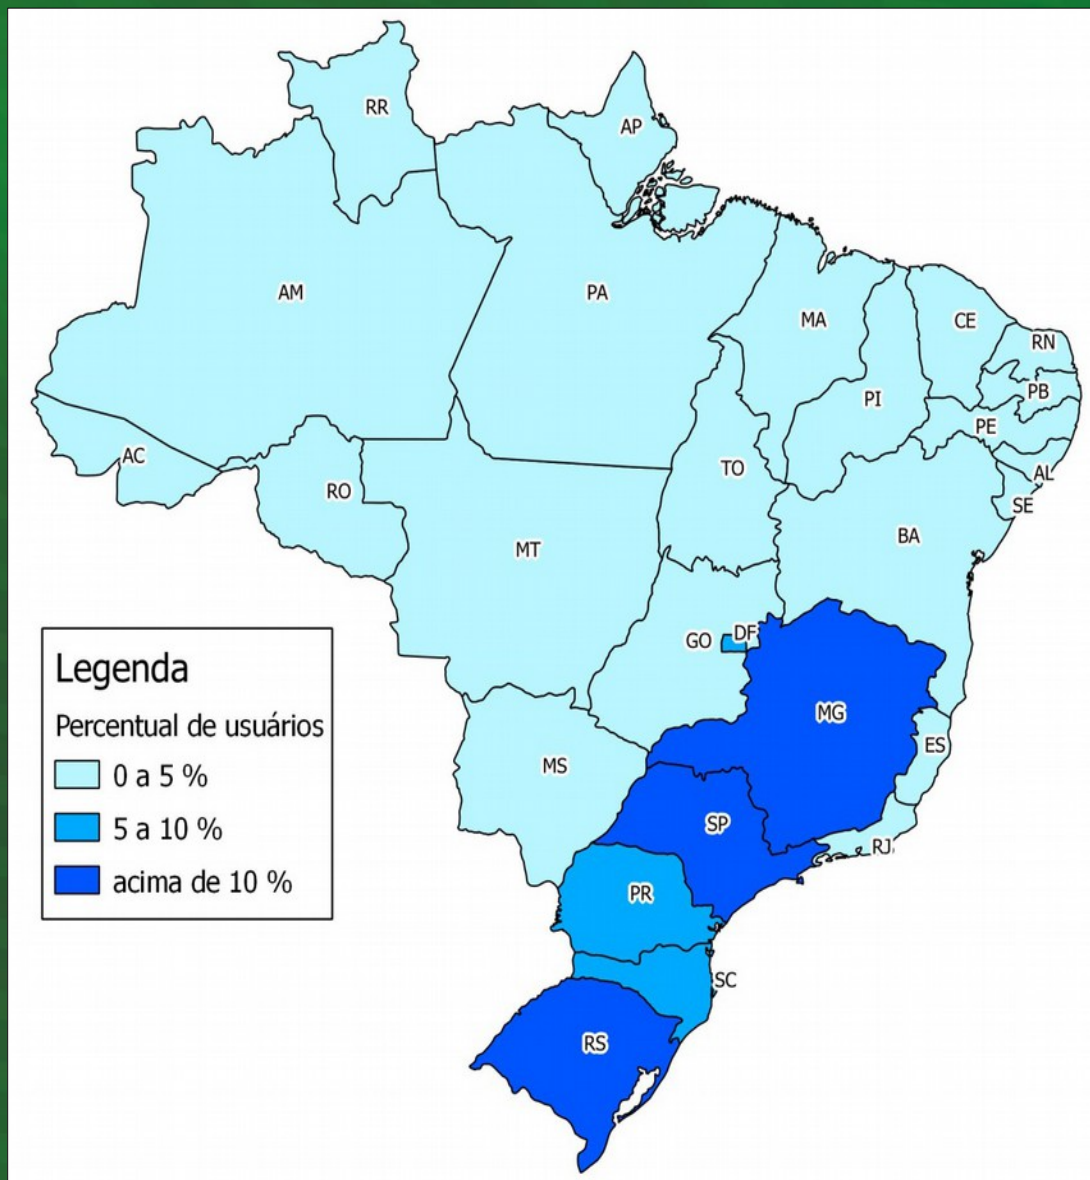 RR
AP
AM
PA
MA
CE
RN
PB
PI
PE
AC
TO
AL
RO
SE
BA
MT
DF
GO
MG
ES
MS
SP
RJ
PR
SC
RS
Legenda
Percentual de usuários
0 a 5 %
5 a 10 %
acima de 10 %